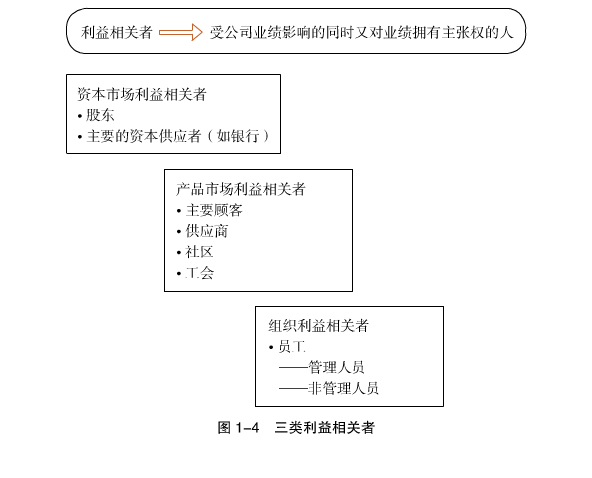 利益相关者 受公司业绩影响的同时又对业绩拥有主张权的人
资本市场利益相关者
• 股东
• 主要的资本供应者（如银行）
产品市场利益相关者
• 主要顾客
• 供应商
• 社区
• 工会
组织利益相关者
• 员工
——管理人员
——非管理人员
图 1-4 三类利益相关者